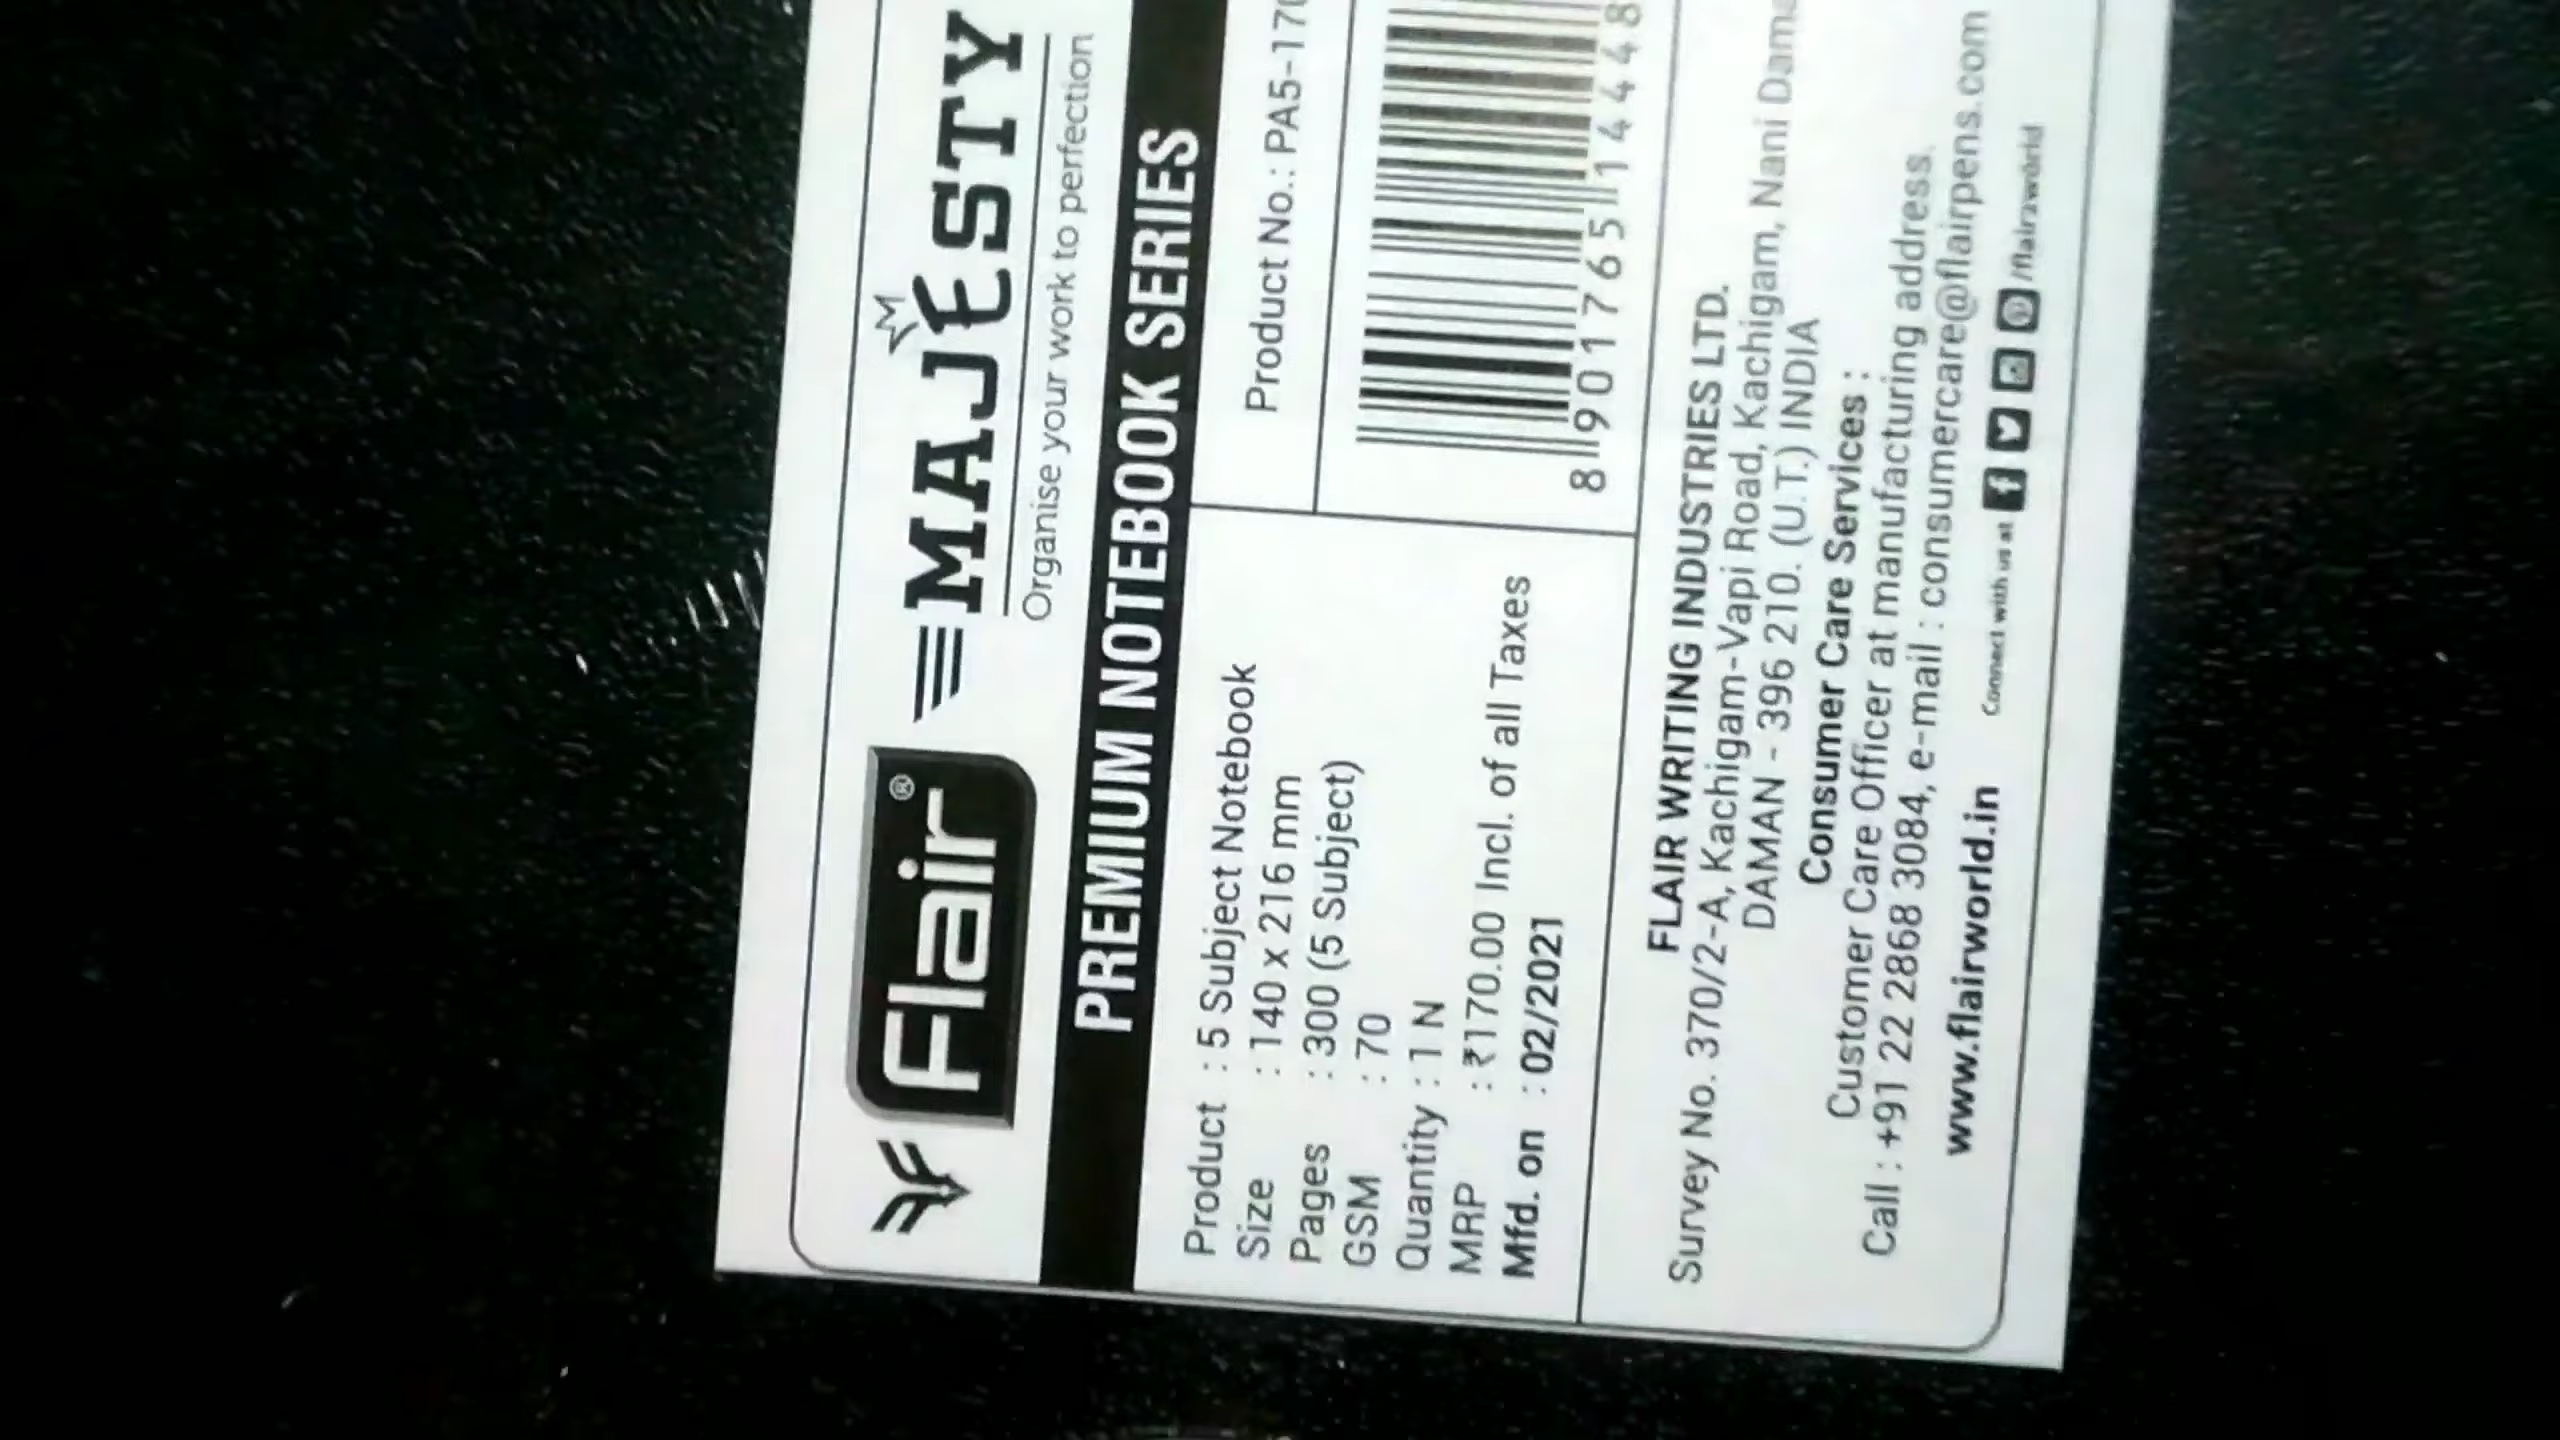 Flair®
MAJESTY
Organise your work to perfection
PREMIUM NOTEBOOK SERIES
Product : 5 Subject Notebook
Size : 140 x 216 mm
Pages : 300 (5 Subject)
GSM : 70
Quantity : 1 N
MRP : ₹170.00 Incl. of all Taxes
Mfd. on : 02/2021
Product No.: PA5-170
8 901765 14448
FLAIR WRITING INDUSTRIES LTD.
Survey No. 370/2-A, Kachigam-Vapi Road, Kachigam, Nani Dama
DAMAN - 396 210. (U.T.) INDIA
Consumer Care Services :
Customer Care Officer at manufacturing address.
Call : +91 22 2868 3084, e-mail : consumercare@flairpens.com
www.flairworld.in Connect with us at /flairzworld